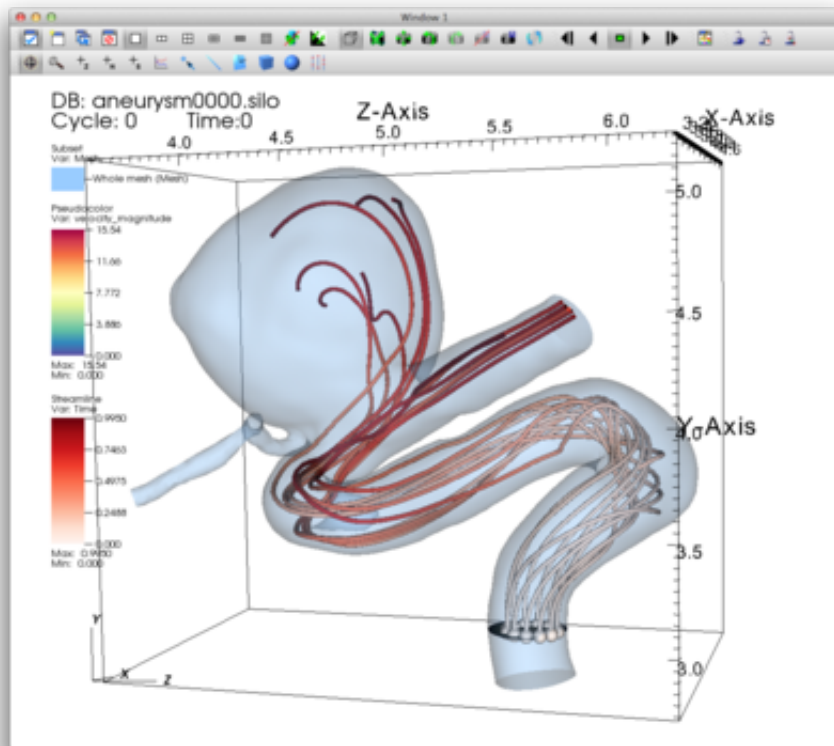 Window 1
DB: aneurysm0000.silo
Cycle: 0 Time:0
Z-Axis
X-Axis
4.0
4.5
5.0
5.5
6.0
Subset
Var: Mesh
Whole mesh (Mesh)
Pseudocolor
Var: velocity_magnitude
15.54
11.66
7.772
3.886
0.000
Max: 15.54
Min: 0.000
Streamline
Var: Time
0.9950
0.7463
0.4975
0.2488
0.000
Max: 0.9950
Min: 0.000
5.0
4.5
4.0
Y-Axis
3.5
3.0
Y
X
Z